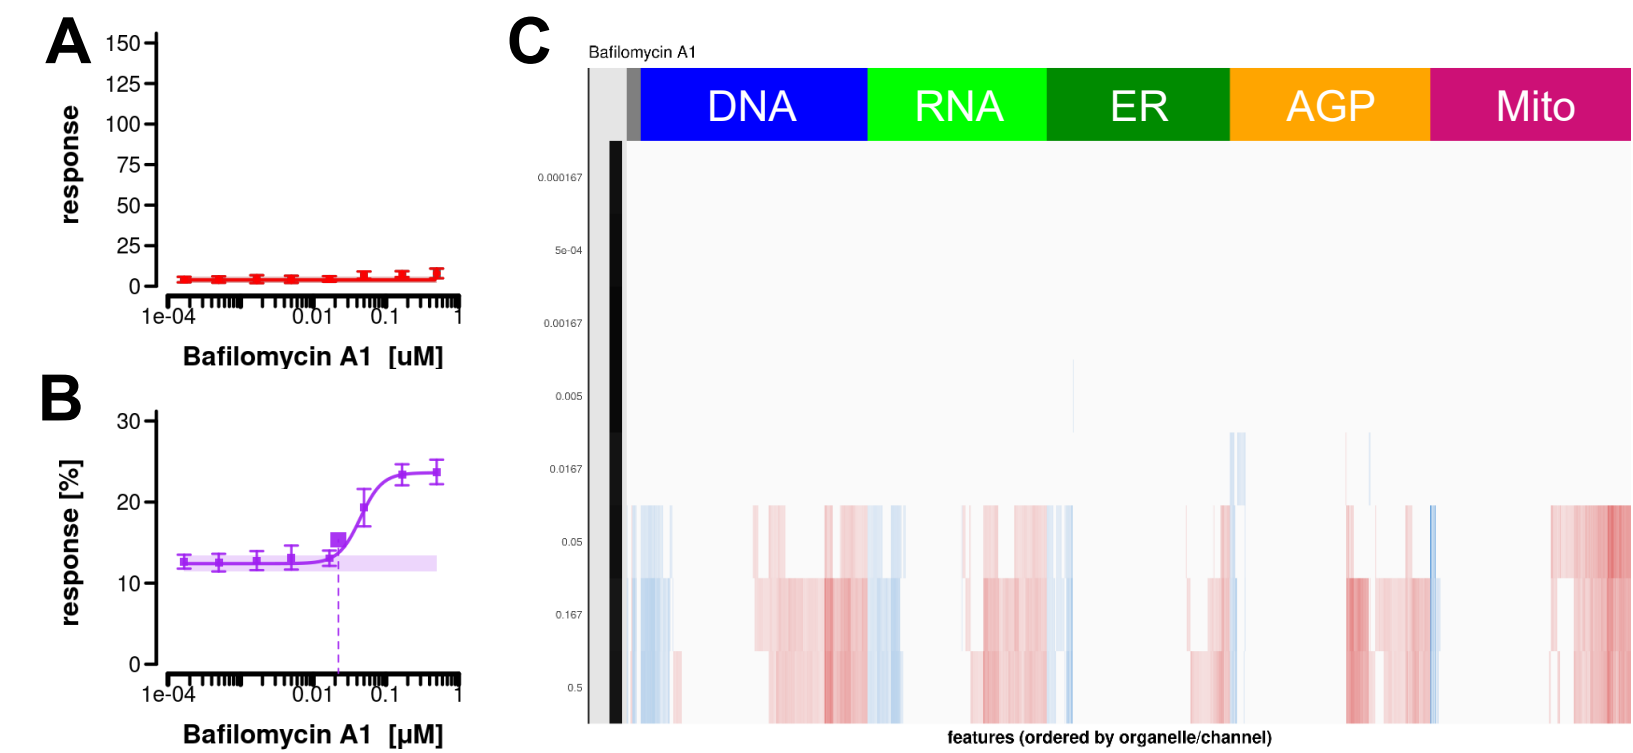 A
150
125
100
75
50
25
0
response
1e-04
0.01
0.1
1
Bafilomycin A1 [uM]
B
30
20
10
0
response [%]
1e-04
0.01
0.1
1
Bafilomycin A1 [µM]
C
Bafilomycin A1
DNA
RNA
ER
AGP
Mito
0.000167
5e-04
0.00167
0.005
0.0167
0.05
0.167
0.5
features (ordered by organelle/channel)